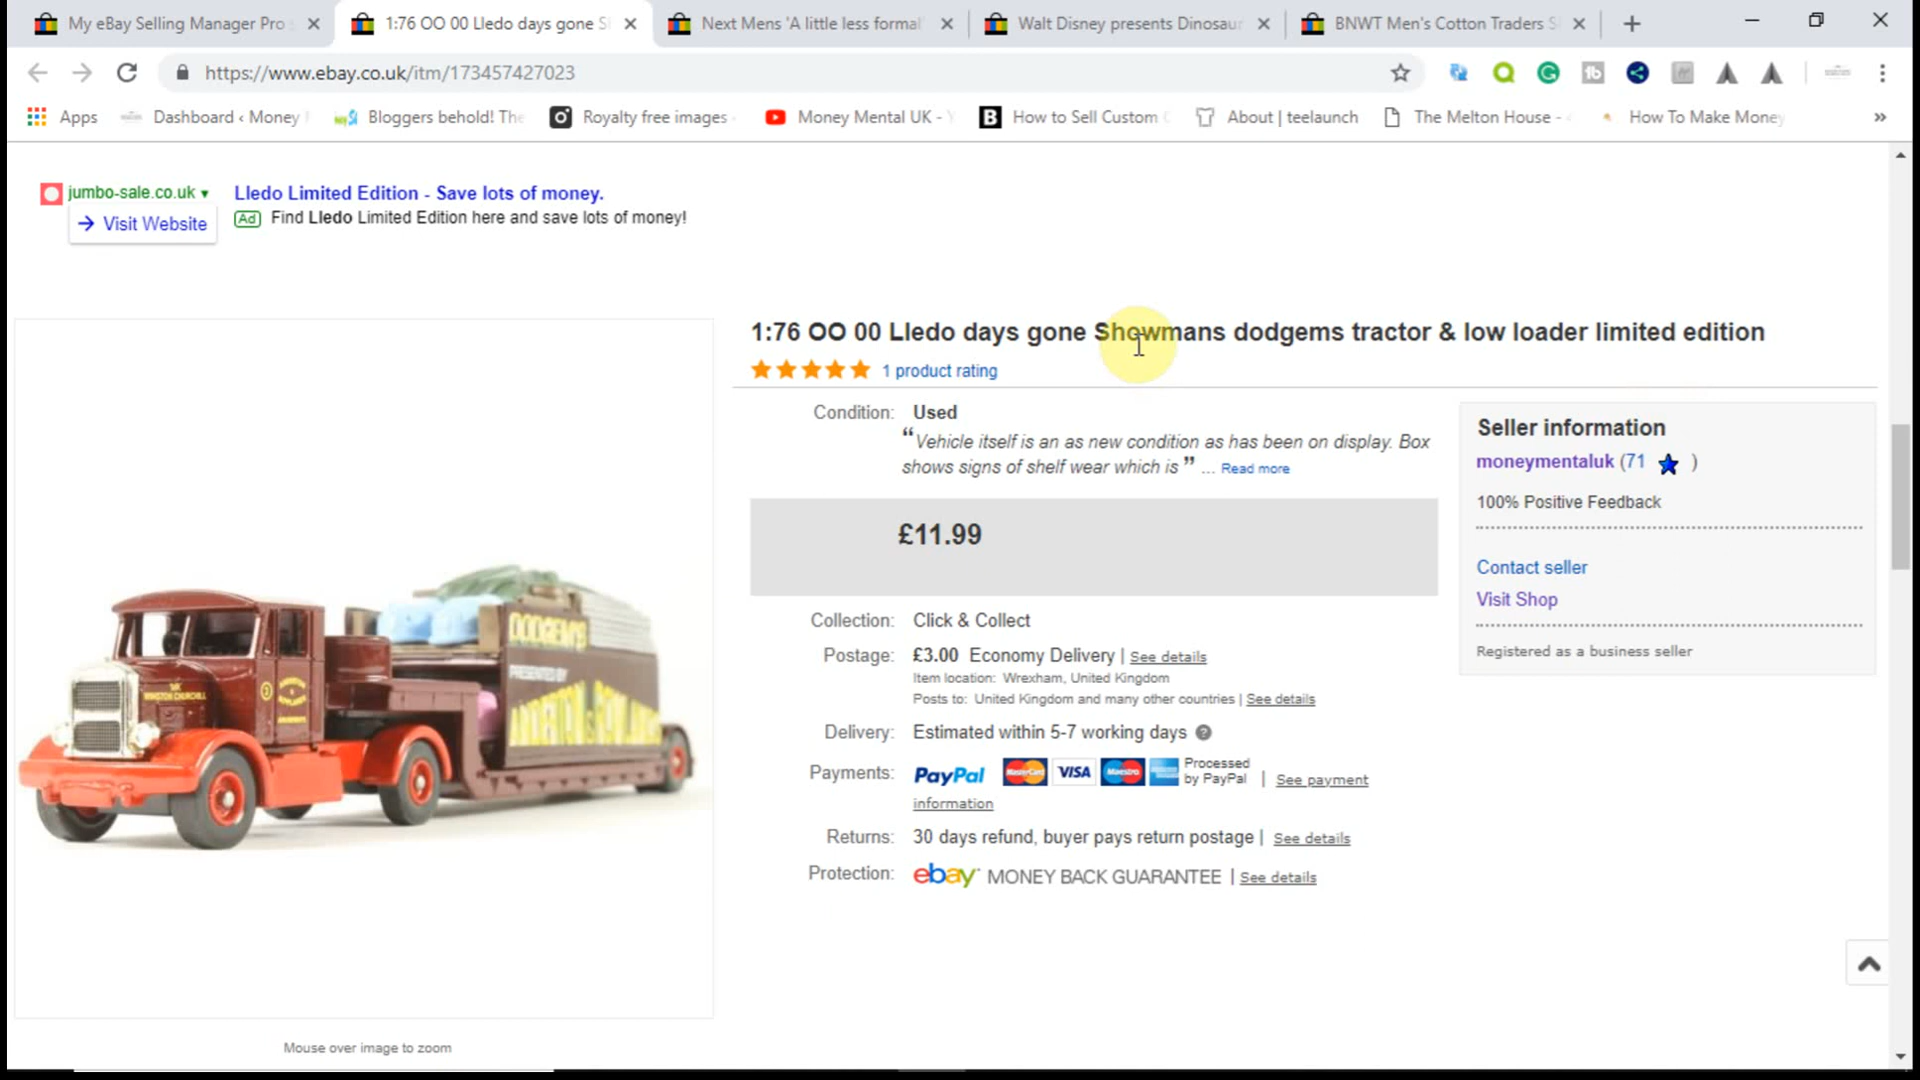 My eBay Selling Manager Pro
1:76 OO 00 Lledo days gone S
Next Mens 'A little less formal'
Walt Disney presents Dinosaur
BNWT Men's Cotton Traders S
https://www.ebay.co.uk/itm/173457427023
Apps
Dashboard ‹ Money
Bloggers behold! The
Royalty free images
Money Mental UK -
How to Sell Custom
About | teelaunch
The Melton House -
How To Make Money
jumbo-sale.co.uk
Visit Website
Lledo Limited Edition - Save lots of money.
Ad Find Lledo Limited Edition here and save lots of money!
1:76 OO 00 Lledo days gone Showmans dodgems tractor & low loader limited edition
1 product rating
Condition: Used
“Vehicle itself is an as new condition as has been on display. Box
shows signs of shelf wear which is ” ... Read more
£11.99
Seller information
moneymentaluk (71 )
100% Positive Feedback
Contact seller
Visit Shop
Registered as a business seller
Collection: Click & Collect
Postage: £3.00 Economy Delivery | See details
Item location: Wrexham, United Kingdom
Posts to: United Kingdom and many other countries | See details
Delivery: Estimated within 5-7 working days
Payments: PayPal MasterCard VISA Maestro Processed by PayPal | See payment
information
Returns: 30 days refund, buyer pays return postage | See details
Protection: ebay MONEY BACK GUARANTEE | See details
DODGEM'S
PRESENTED BY
Mouse over image to zoom